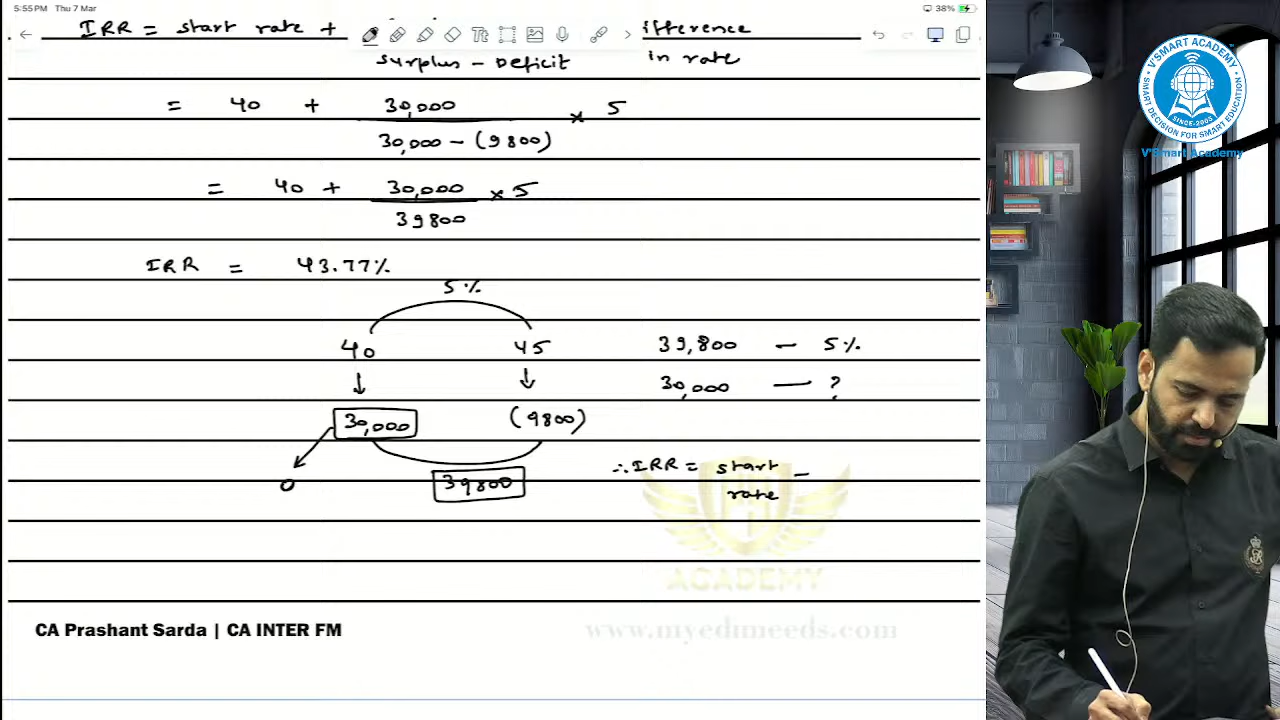 5:55 PM Thu 7 Mar
38%
IRR = start rate +
ifference
surplus - Deficit
in rate
= 40 + 30,000 × 5
30,000 - (9800)
= 40 + 30,000 × 5
39800
IRR = 43.77%
5%
40 45 39,800 — 5%
30,000 — ?
30,000 (9800)
∴ IRR = start rate -
0 39800
ACADEMY
www.myedimeeds.com
CA Prashant Sarda | CA INTER FM
V'SMART ACADEMY
SMART DECISION FOR SMART EDUCATION
SINCE-2005
V'Smart Academy